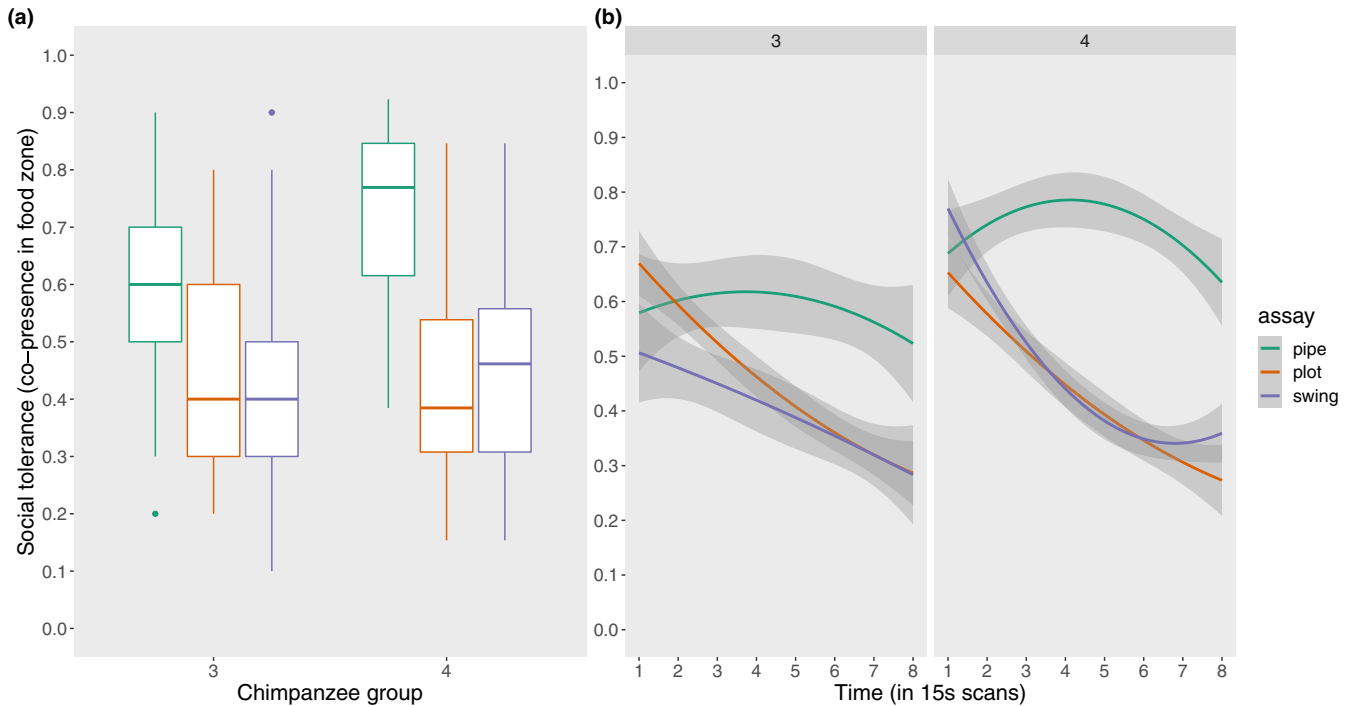 (a)
Social tolerance (co−presence in food zone)
1.0
0.9
0.8
0.7
0.6
0.5
0.4
0.3
0.2
0.1
0.0
3
4
Chimpanzee group
(b)
3
4
1.0
0.9
0.8
0.7
0.6
0.5
0.4
0.3
0.2
0.1
0.0
1 2 3 4 5 6 7 8
1 2 3 4 5 6 7 8
Time (in 15s scans)
assay
pipe
plot
swing